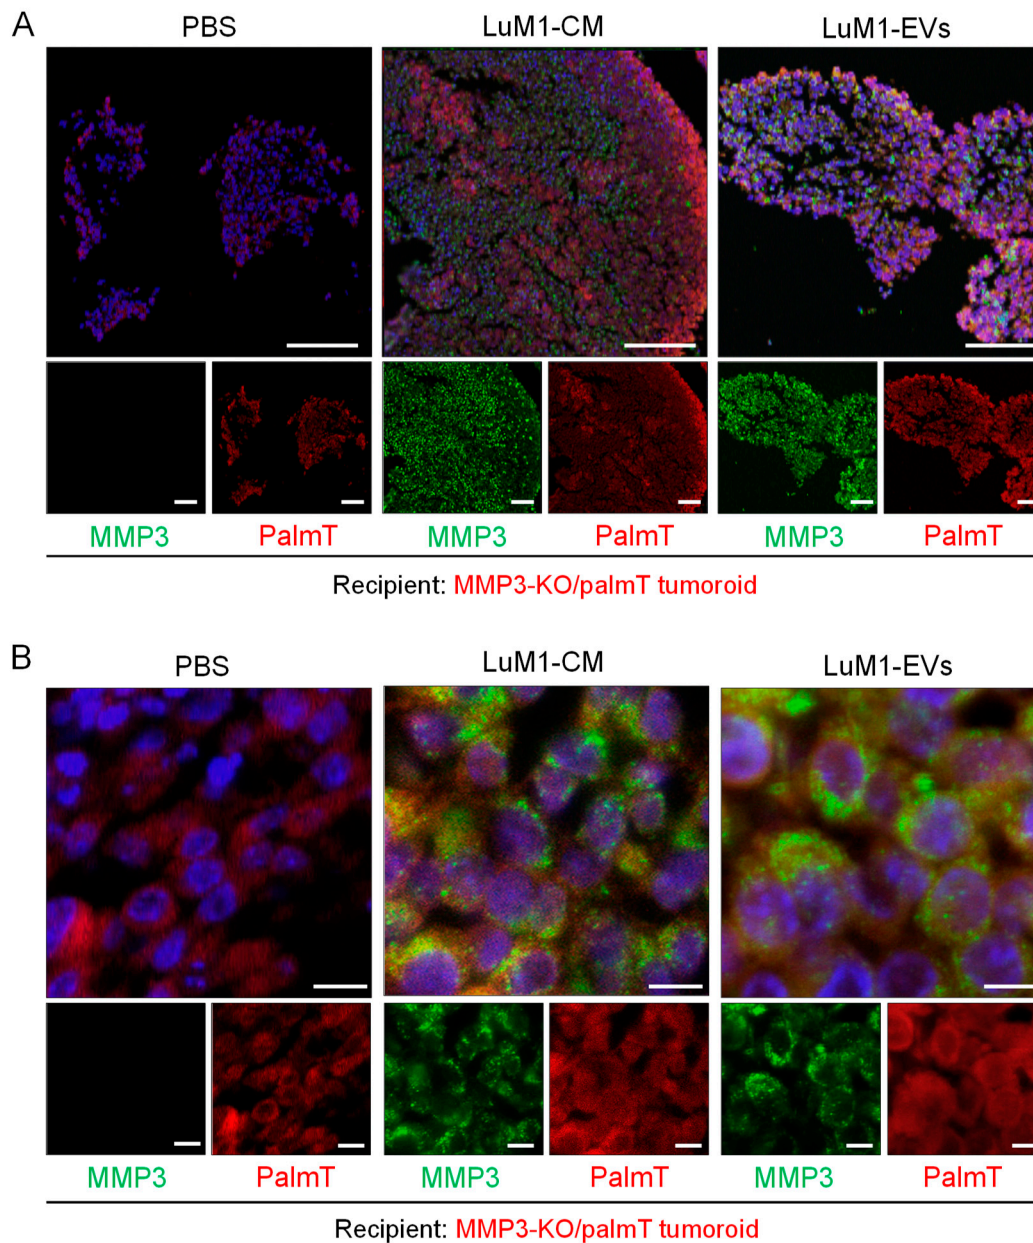 A
PBS
LuM1-CM
LuM1-EVs
MMP3
PalmT
MMP3
PalmT
MMP3
PalmT
Recipient: MMP3-KO/palmT tumoroid
B
PBS
LuM1-CM
LuM1-EVs
MMP3
PalmT
MMP3
PalmT
MMP3
PalmT
Recipient: MMP3-KO/palmT tumoroid